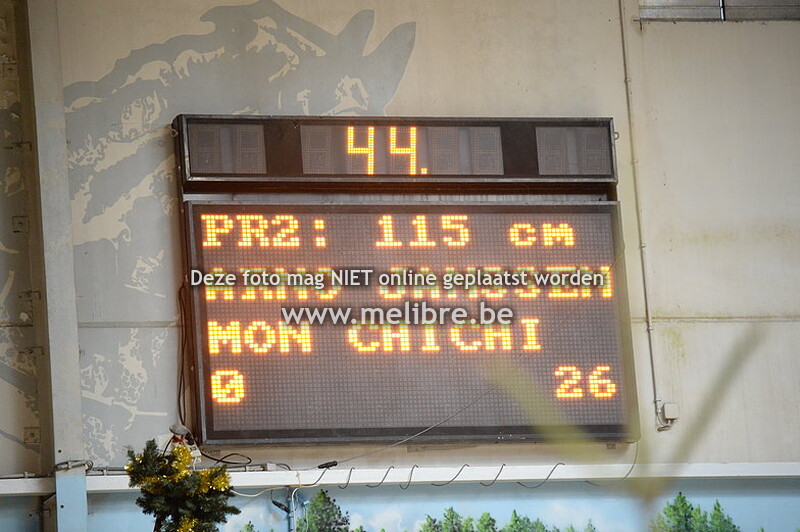 44.
PR2: 115 cm
Deze foto mag NIET online geplaatst worden
www.melibre.be
MON CHICHI
0 26